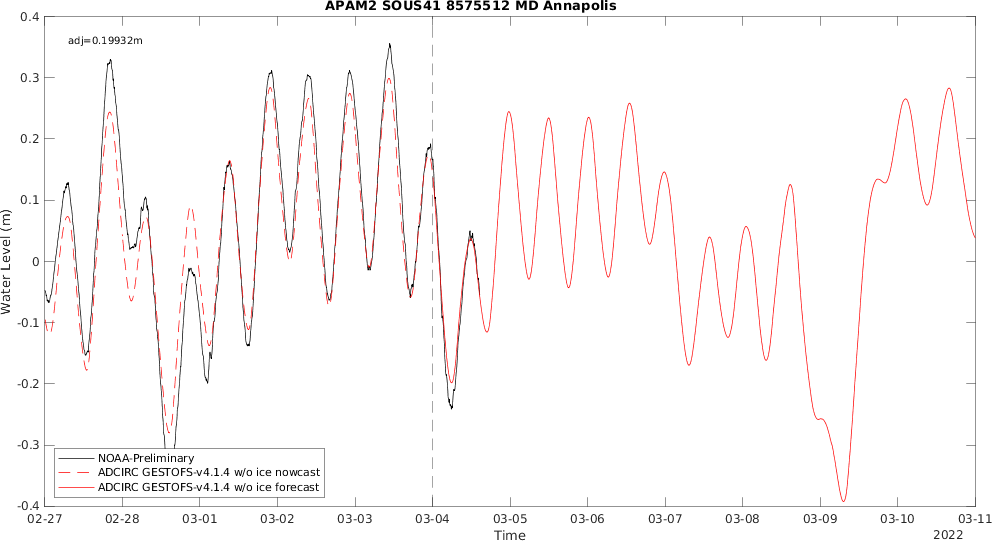 APAM2 SOUS41 8575512 MD Annapolis
adj=0.19932m
Water Level (m)
0.4
0.3
0.2
0.1
0
-0.1
-0.2
-0.3
-0.4
NOAA-Preliminary
ADCIRC GESTOFS-v4.1.4 w/o ice nowcast
ADCIRC GESTOFS-v4.1.4 w/o ice forecast
02-27 02-28 03-01 03-02 03-03 03-04 03-05 03-06 03-07 03-08 03-09 03-10 03-11
Time
2022